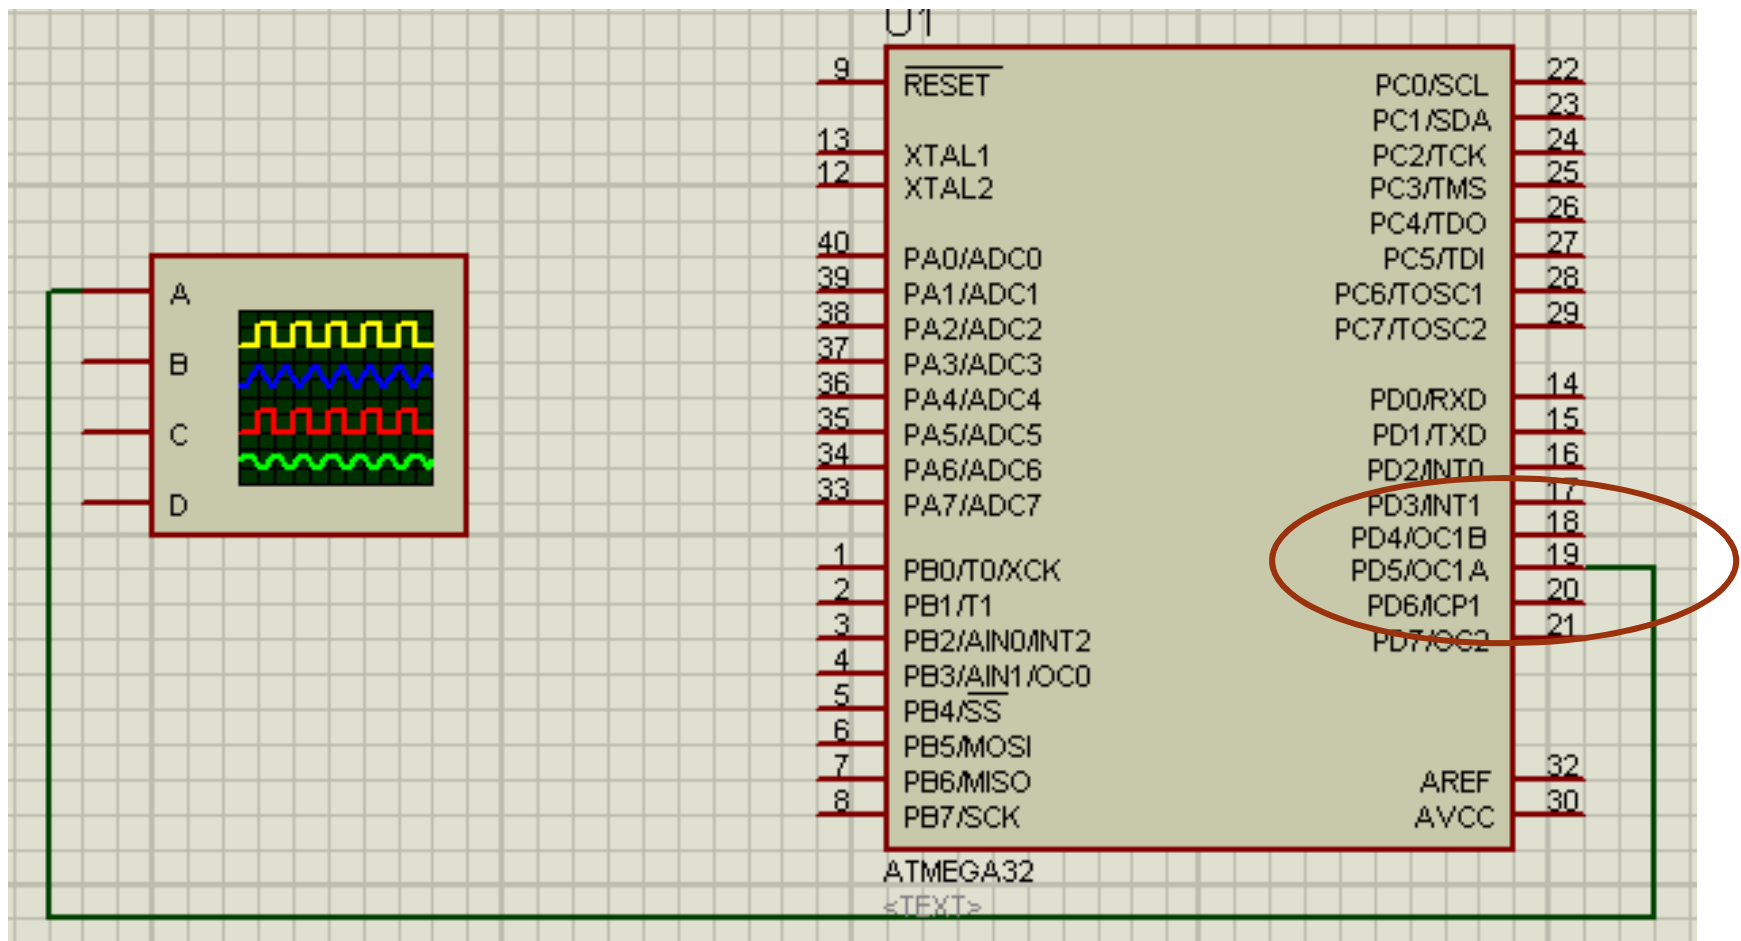 U1
9 RESET PC0/SCL 22
PC1/SDA 23
13 XTAL1 PC2/TCK 24
12 XTAL2 PC3/TMS 25
PC4/TDO 26
40 PA0/ADC0 PC5/TDI 27
A 39 PA1/ADC1 PC6/TOSC1 28
38 PA2/ADC2 PC7/TOSC2 29
B 37 PA3/ADC3
36 PA4/ADC4 PD0/RXD 14
C 35 PA5/ADC5 PD1/TXD 15
34 PA6/ADC6 PD2/INT0 16
D 33 PA7/ADC7 PD3/INT1 17
PD4/OC1B 18
1 PB0/T0/XCK PD5/OC1A 19
2 PB1/T1 PD6/ICP1 20
3 PB2/AIN0/INT2 PD7/OC2 21
4 PB3/AIN1/OC0
5 PB4/SS
6 PB5/MOSI
7 PB6/MISO AREF 32
8 PB7/SCK AVCC 30
ATMEGA32
<TEXT>